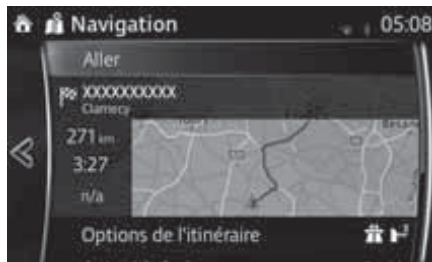 Navigation 05:08
Aller
XXXXXXXXXX
Clamecy
271 km
3:27
n/a
Options de l'itinéraire